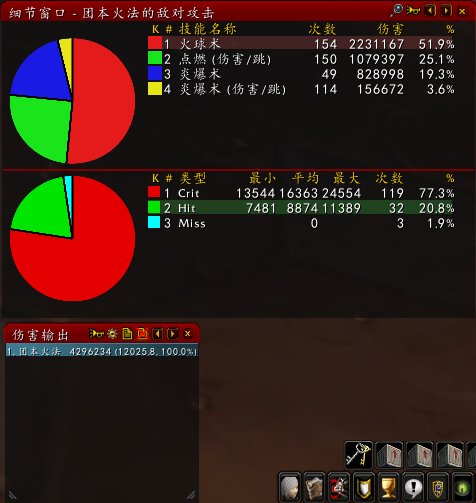 细节窗口 - 团本火法的敌对攻击
K # 技能名称 次数 伤害 %
1 火球术 154 2231167 51.9%
2 点燃 (伤害/跳) 150 1079397 25.1%
3 炎爆术 49 828998 19.3%
4 炎爆术 (伤害/跳) 114 156672 3.6%
K # 类型 最小 平均 最大 次数 %
1 Crit 13544 16363 24554 119 77.3%
2 Hit 7481 8874 11389 32 20.8%
3 Miss 0 3 1.9%
伤害输出
1. 团本火法 4296234 (12025.8, 100.0%)